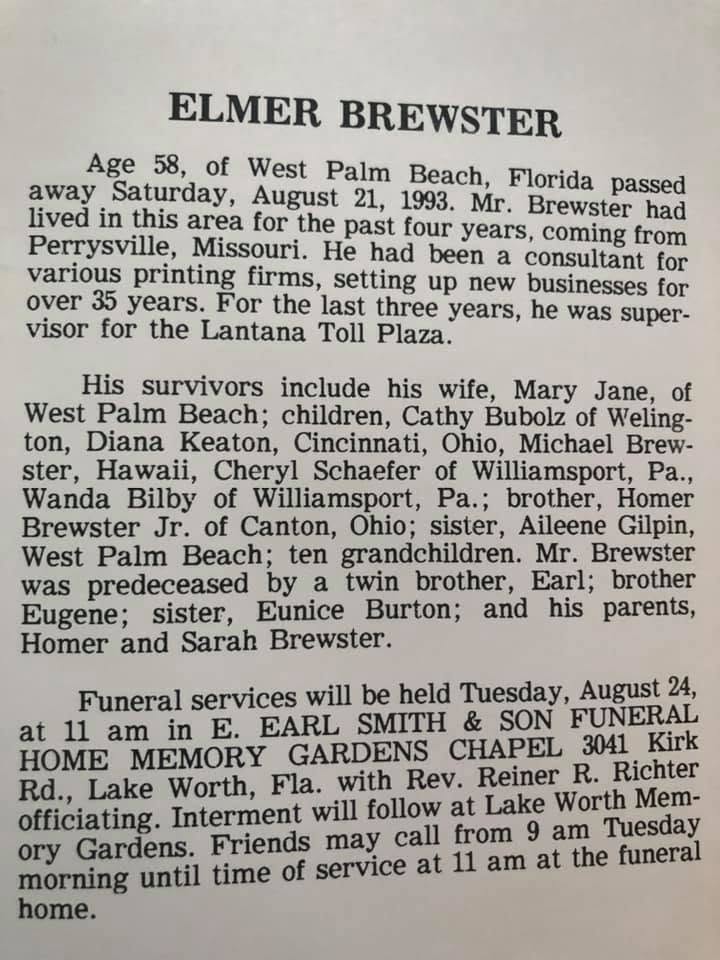 ELMER BREWSTER
Age 58, of West Palm Beach, Florida passed
away Saturday, August 21, 1993. Mr. Brewster had
lived in this area for the past four years, coming from
Perrysville, Missouri. He had been a consultant for
various printing firms, setting up new businesses for
over 35 years. For the last three years, he was super-
visor for the Lantana Toll Plaza.
His survivors include his wife, Mary Jane, of
West Palm Beach; children, Cathy Bubolz of Weling-
ton, Diana Keaton, Cincinnati, Ohio, Michael Brew-
ster, Hawaii, Cheryl Schaefer of Williamsport, Pa.,
Wanda Bilby of Williamsport, Pa.; brother, Homer
Brewster Jr. of Canton, Ohio; sister, Aileene Gilpin,
West Palm Beach; ten grandchildren. Mr. Brewster
was predeceased by a twin brother, Earl; brother
Eugene; sister, Eunice Burton; and his parents,
Homer and Sarah Brewster.
Funeral services will be held Tuesday, August 24,
at 11 am in E. EARL SMITH & SON FUNERAL
HOME MEMORY GARDENS CHAPEL 3041 Kirk
Rd., Lake Worth, Fla. with Rev. Reiner R. Richter
officiating. Interment will follow at Lake Worth Mem-
ory Gardens. Friends may call from 9 am Tuesday
morning until time of service at 11 am at the funeral
home.